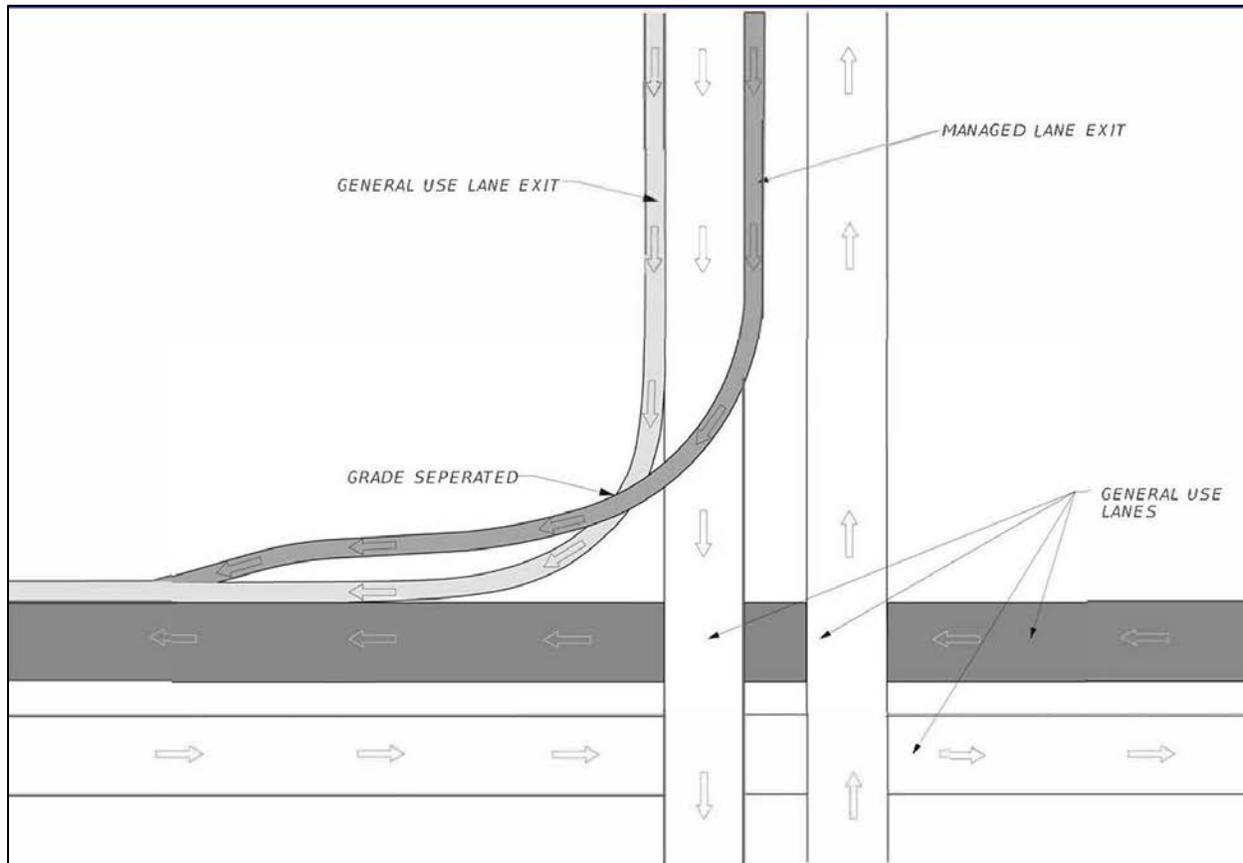 MANAGED LANE EXIT
GENERAL USE LANE EXIT
GRADE SEPERATED
GENERAL USE
LANES